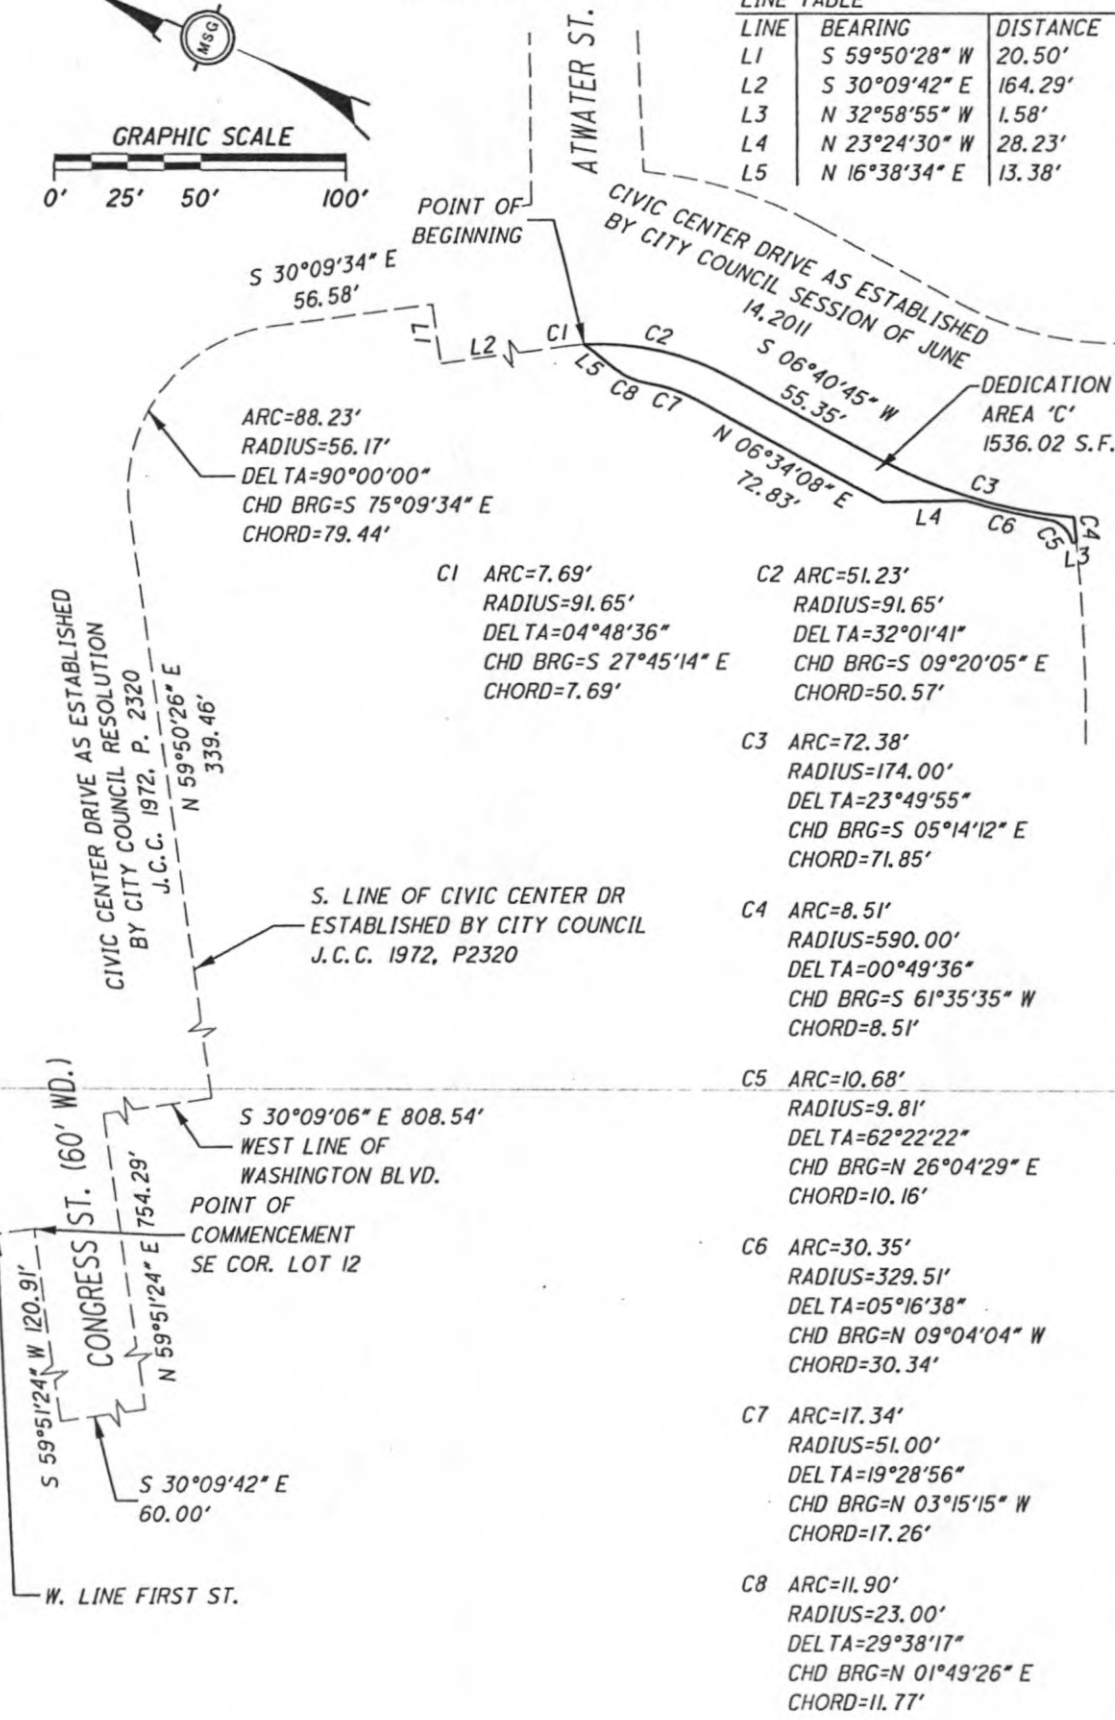 MSG
GRAPHIC SCALE
0' 25' 50' 100'
ATWATER ST.
LINE TABLE
LINE BEARING DISTANCE
L1 S 59°50'28" W 20.50'
L2 S 30°09'42" E 164.29'
L3 N 32°58'55" W 1.58'
L4 N 23°24'30" W 28.23'
L5 N 16°38'34" E 13.38'
POINT OF
BEGINNING
CIVIC CENTER DRIVE AS ESTABLISHED
BY CITY COUNCIL SESSION OF JUNE
14,2011
S 30°09'34" E
56.58'
L1
L2
C1
C2
L5
C8
C7
S 06°40'45" W
55.35'
N 06°34'08" E
72.83'
DEDICATION
AREA 'C'
1536.02 S.F.
C3
L4
C6
C5
C4
L3
ARC=88.23'
RADIUS=56.17'
DELTA=90°00'00"
CHD BRG=S 75°09'34" E
CHORD=79.44'
C1 ARC=7.69'
RADIUS=91.65'
DELTA=04°48'36"
CHD BRG=S 27°45'14" E
CHORD=7.69'
C2 ARC=51.23'
RADIUS=91.65'
DELTA=32°01'41"
CHD BRG=S 09°20'05" E
CHORD=50.57'
C3 ARC=72.38'
RADIUS=174.00'
DELTA=23°49'55"
CHD BRG=S 05°14'12" E
CHORD=71.85'
C4 ARC=8.51'
RADIUS=590.00'
DELTA=00°49'36"
CHD BRG=S 61°35'35" W
CHORD=8.51'
C5 ARC=10.68'
RADIUS=9.81'
DELTA=62°22'22"
CHD BRG=N 26°04'29" E
CHORD=10.16'
C6 ARC=30.35'
RADIUS=329.51'
DELTA=05°16'38"
CHD BRG=N 09°04'04" W
CHORD=30.34'
C7 ARC=17.34'
RADIUS=51.00'
DELTA=19°28'56"
CHD BRG=N 03°15'15" W
CHORD=17.26'
C8 ARC=11.90'
RADIUS=23.00'
DELTA=29°38'17"
CHD BRG=N 01°49'26" E
CHORD=11.77'
CIVIC CENTER DRIVE AS ESTABLISHED
BY CITY COUNCIL RESOLUTION
J.C.C. 1972, P. 2320
N 59°50'26" E
339.46'
S. LINE OF CIVIC CENTER DR
ESTABLISHED BY CITY COUNCIL
J.C.C. 1972, P2320
S 30°09'06" E 808.54'
WEST LINE OF
WASHINGTON BLVD.
POINT OF
COMMENCEMENT
SE COR. LOT 12
CONGRESS ST. (60' WD.)
N 59°51'24" E 754.29'
S 59°51'24" W 120.91'
S 30°09'42" E
60.00'
W. LINE FIRST ST.